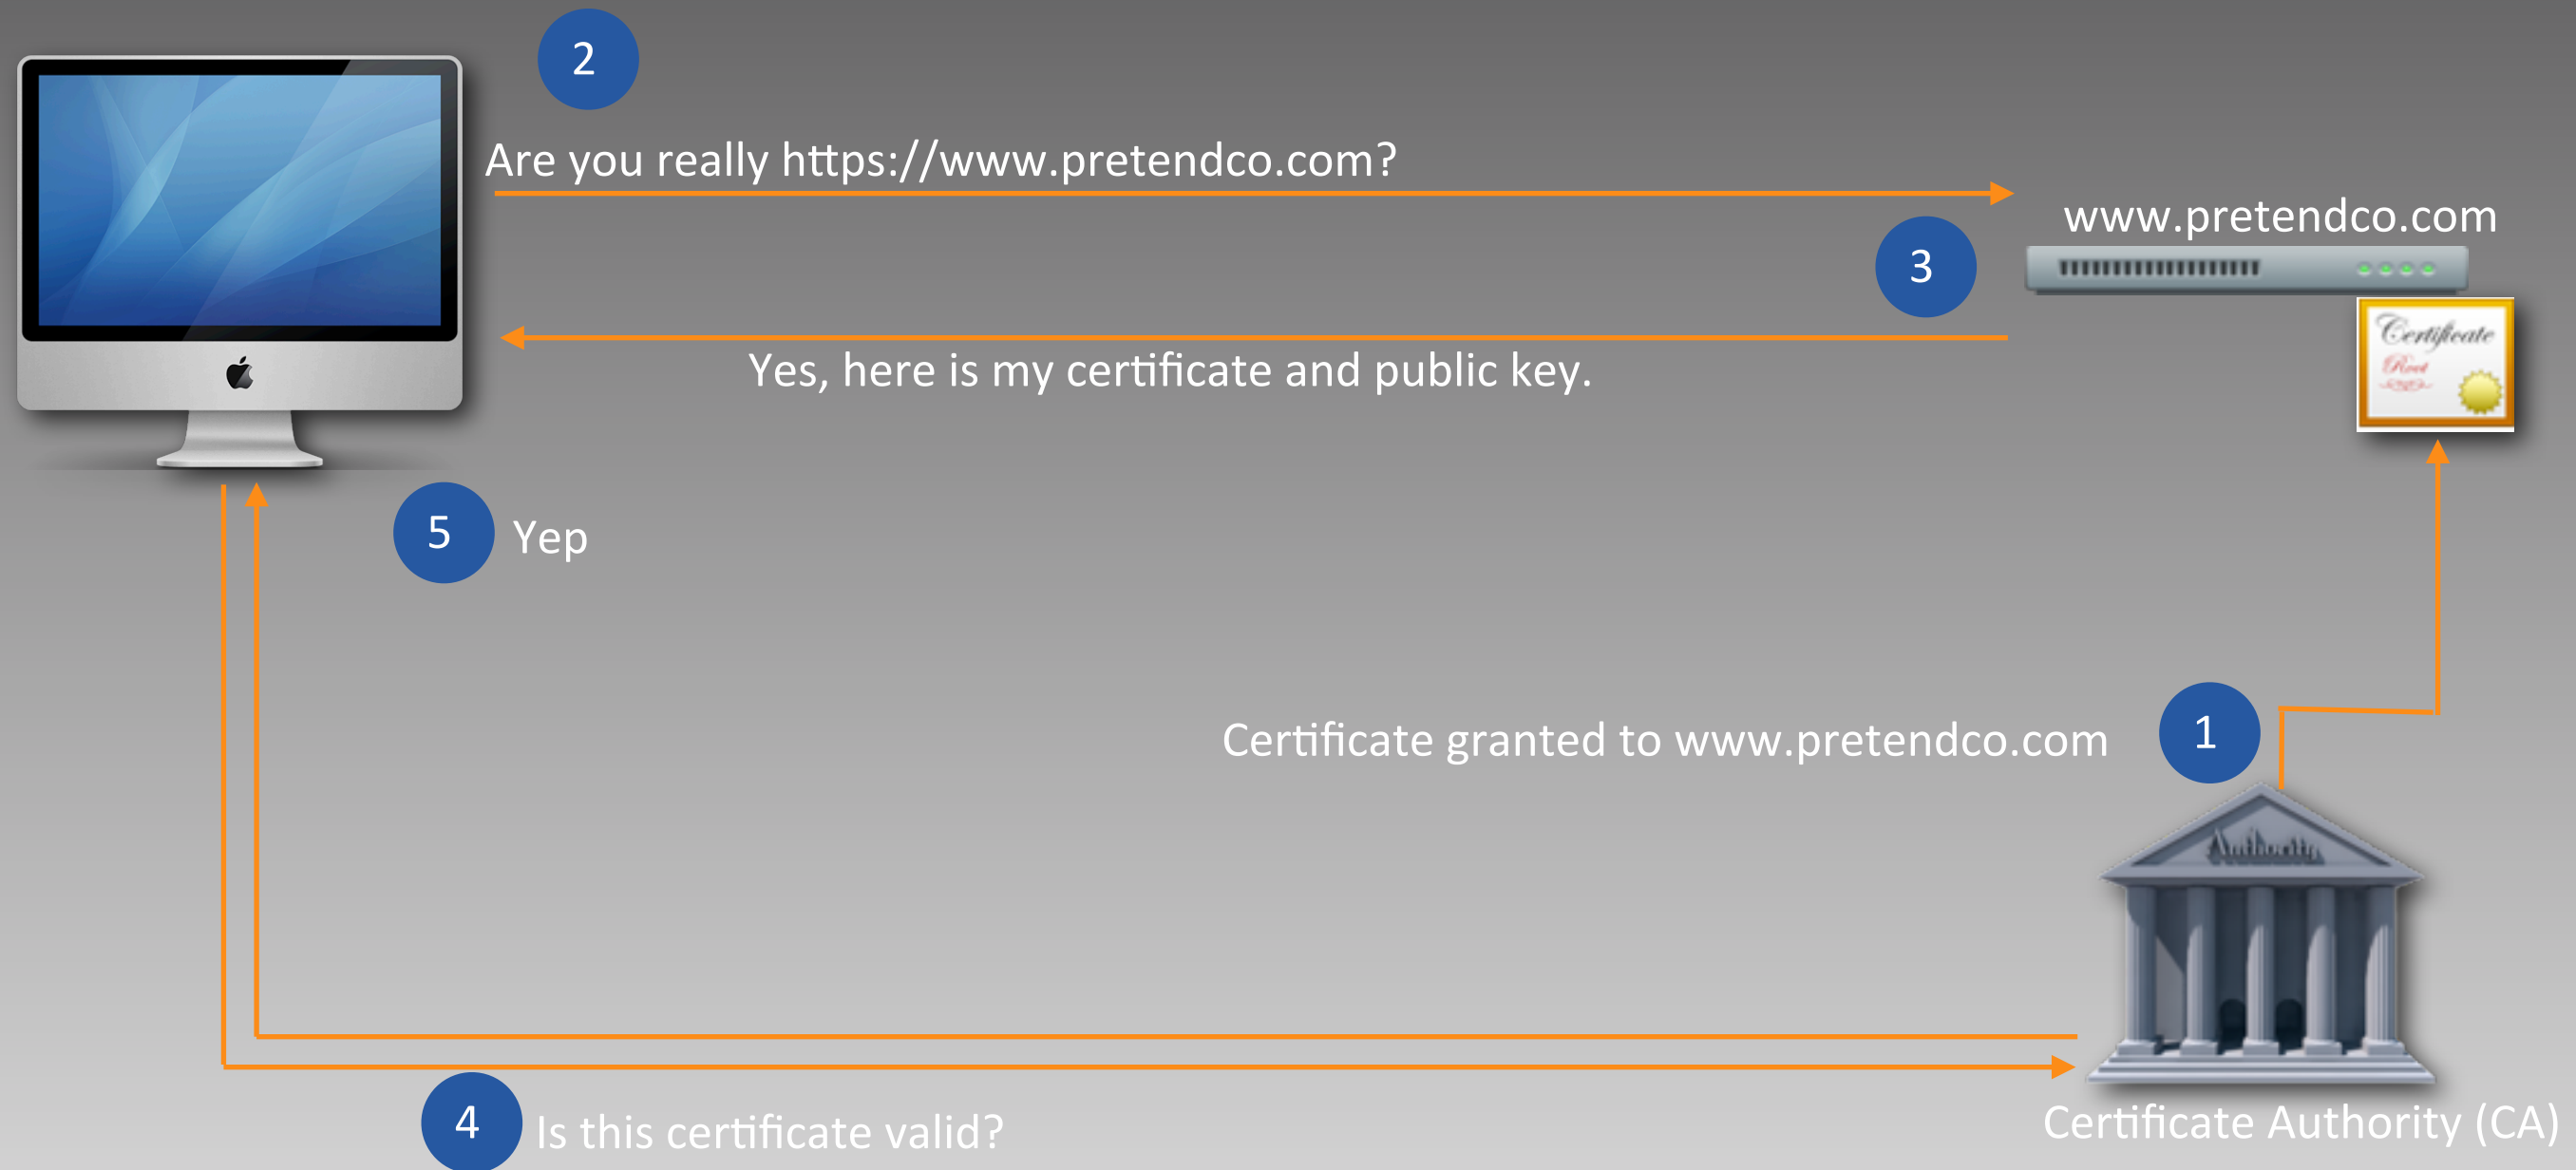 2
Are you really https://www.pretendco.com?
www.pretendco.com
3
Certificate
Root
Yes, here is my certificate and public key.
5
Yep
1
Certificate granted to www.pretendco.com
Authority
4
Is this certificate valid?
Certificate Authority (CA)